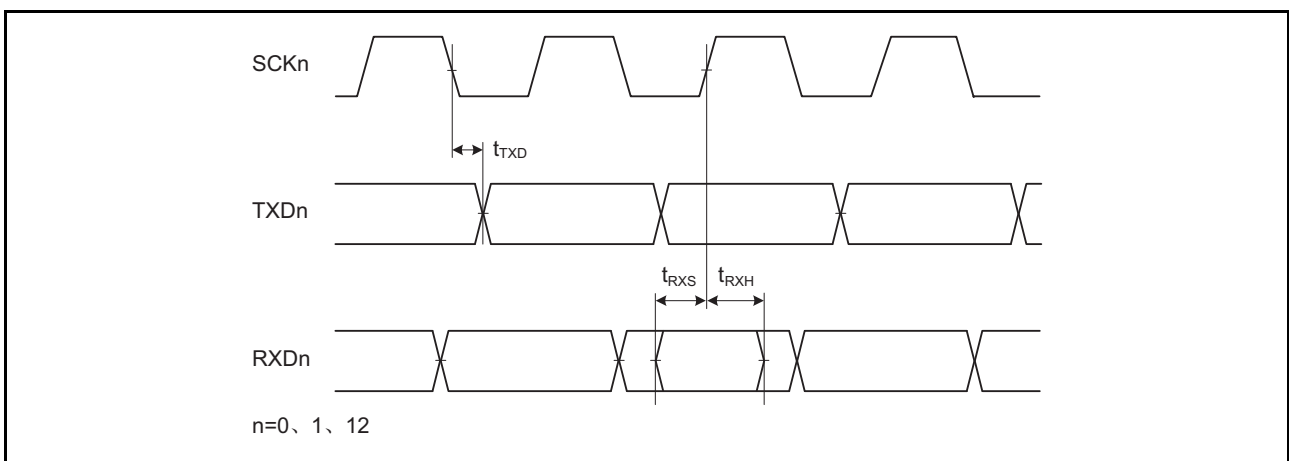 SCKn
tTXD
TXDn
tRXS tRXH
RXDn
n=0、1、12